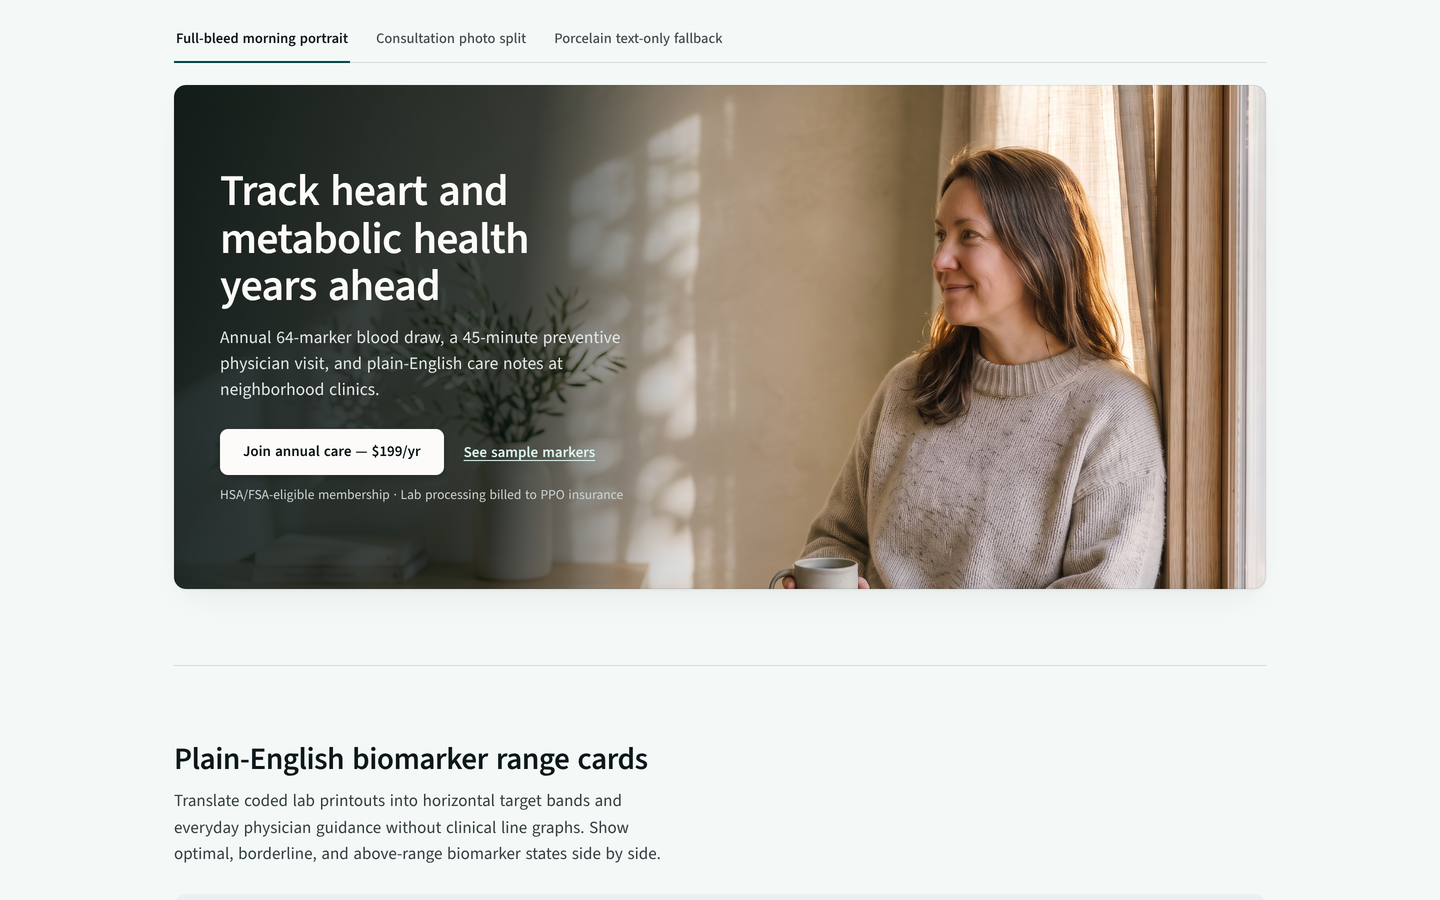 Full-bleed morning portrait
Consultation photo split
Porcelain text-only fallback
Track heart and
metabolic health
years ahead
Annual 64-marker blood draw, a 45-minute preventive
physician visit, and plain-English care notes at
neighborhood clinics.
Join annual care — $199/yr
See sample markers
HSA/FSA-eligible membership · Lab processing billed to PPO insurance
Plain-English biomarker range cards
Translate coded lab printouts into horizontal target bands and
everyday physician guidance without clinical line graphs. Show
optimal, borderline, and above-range biomarker states side by side.